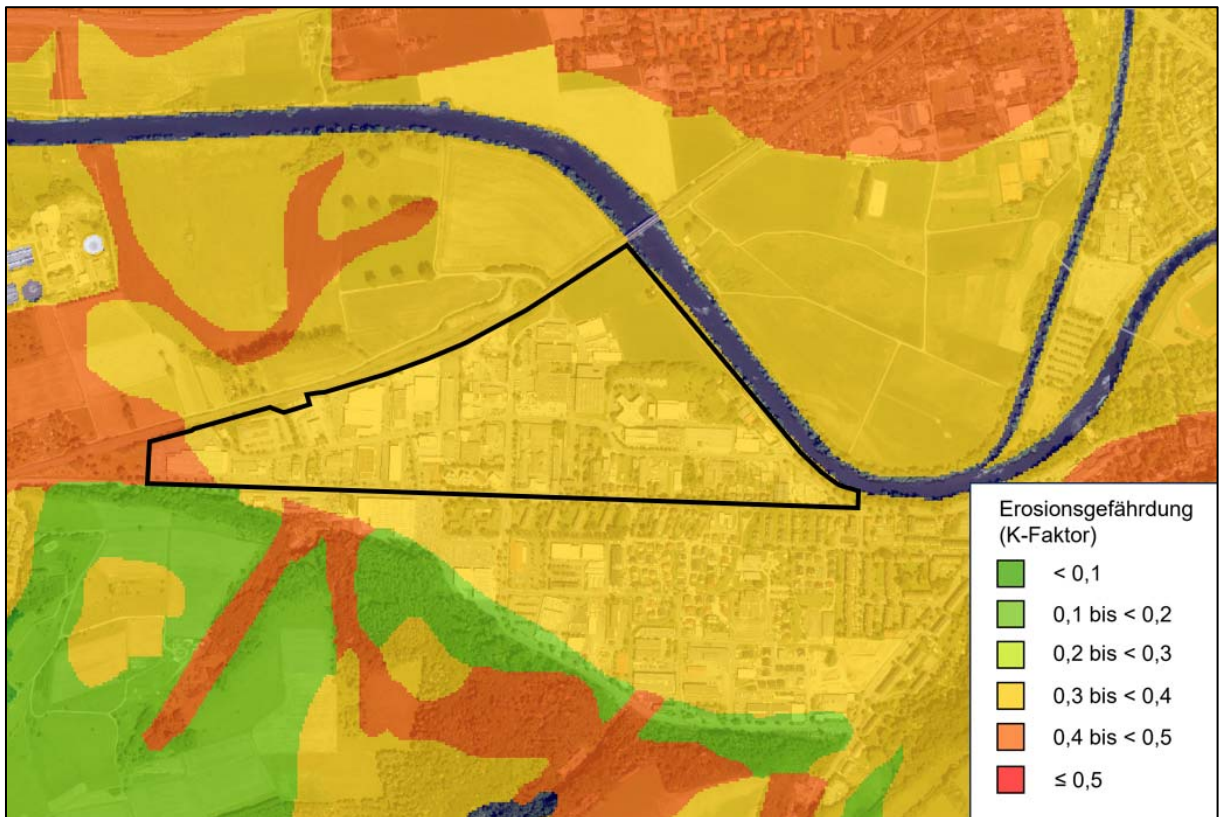 Erosionsgefährdung
(K-Faktor)
< 0,1
0,1 bis < 0,2
0,2 bis < 0,3
0,3 bis < 0,4
0,4 bis < 0,5
≤ 0,5